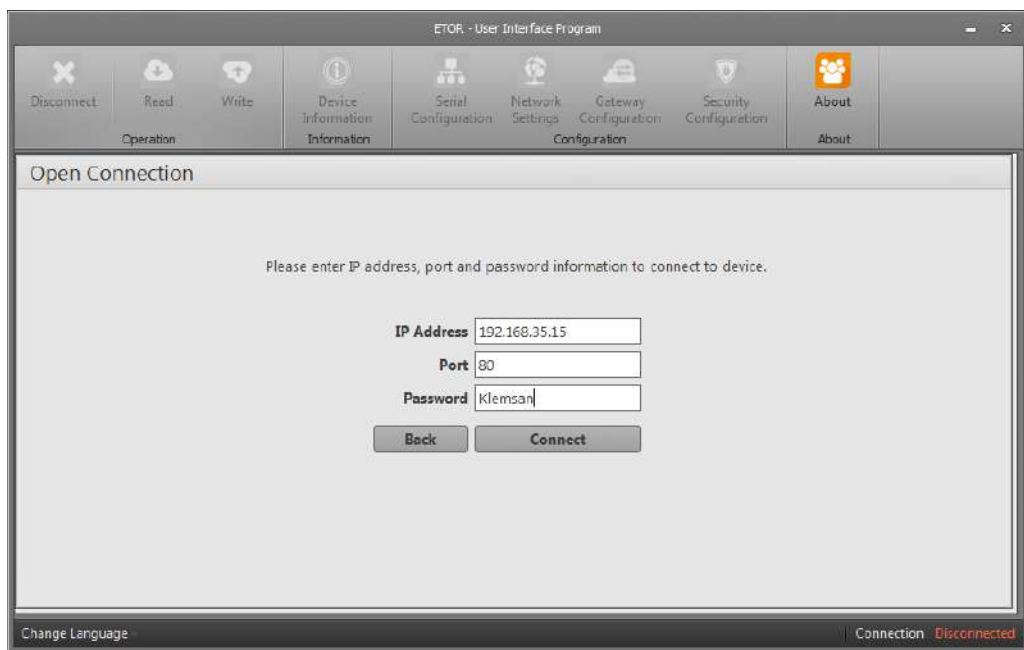 ETOR - User Interface Program
Disconnect Read Write Device Information Serial Configuration Network Settings Gateway Configuration Security Configuration About
Operation Information Configuration About
Open Connection
Please enter IP address, port and password information to connect to device.
IP Address 192.168.35.15
Port 80
Password Klemsan
Back Connect
Change Language Connection Disconnected